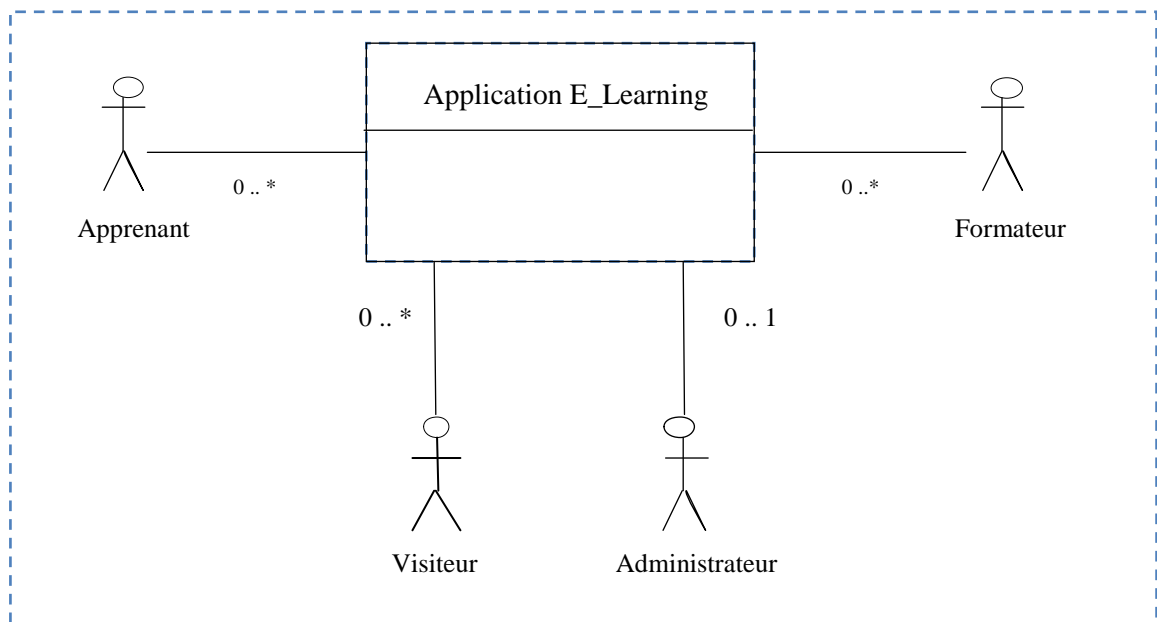 Application E_Learning
0 .. *
0 ..*
Apprenant
Formateur
0 .. *
0 .. 1
Visiteur
Administrateur